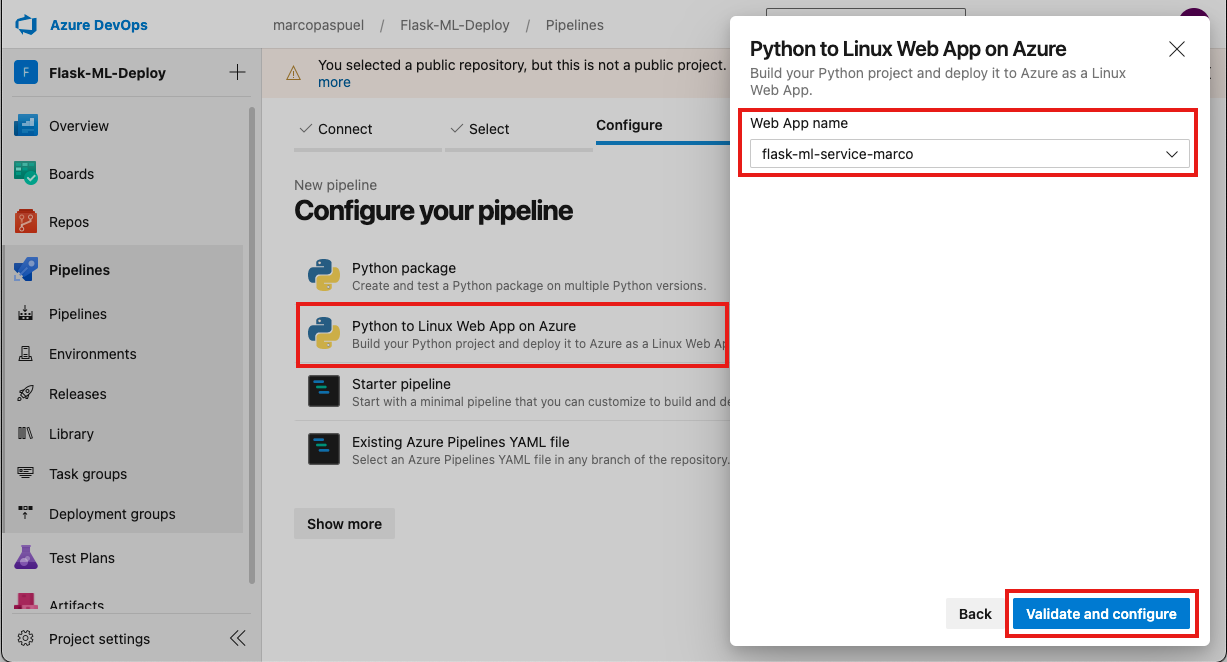 Azure DevOps
marcopaspuel / Flask-ML-Deploy / Pipelines
F Flask-ML-Deploy
Overview
Boards
Repos
Pipelines
Pipelines
Environments
Releases
Library
Task groups
Deployment groups
Test Plans
Artifacts
Project settings
You selected a public repository, but this is not a public project.
more
Connect
Select
Configure
New pipeline
Configure your pipeline
Python package
Create and test a Python package on multiple Python versions.
Python to Linux Web App on Azure
Build your Python project and deploy it to Azure as a Linux Web
Starter pipeline
Start with a minimal pipeline that you can customize to build and
Existing Azure Pipelines YAML file
Select an Azure Pipelines YAML file in any branch of the repository.
Show more
Python to Linux Web App on Azure
Build your Python project and deploy it to Azure as a Linux
Web App.
Web App name
flask-ml-service-marco
Back
Validate and configure